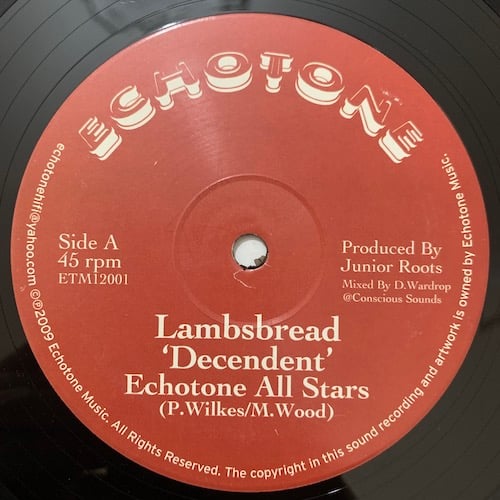 ECHOTONE
Side A
45 rpm
ETM12001
Produced By
Junior Roots
Mixed By D.Wardrop
@Conscious Sounds
Lambsbread
‘Decendent’
Echotone All Stars
(P.Wilkes/M.Wood)
echotonehifi@yahoo.com ©℗2009 Echotone Music. All Rights Reserved. The copyright in this sound recording and artwork is owned by Echotone Music.